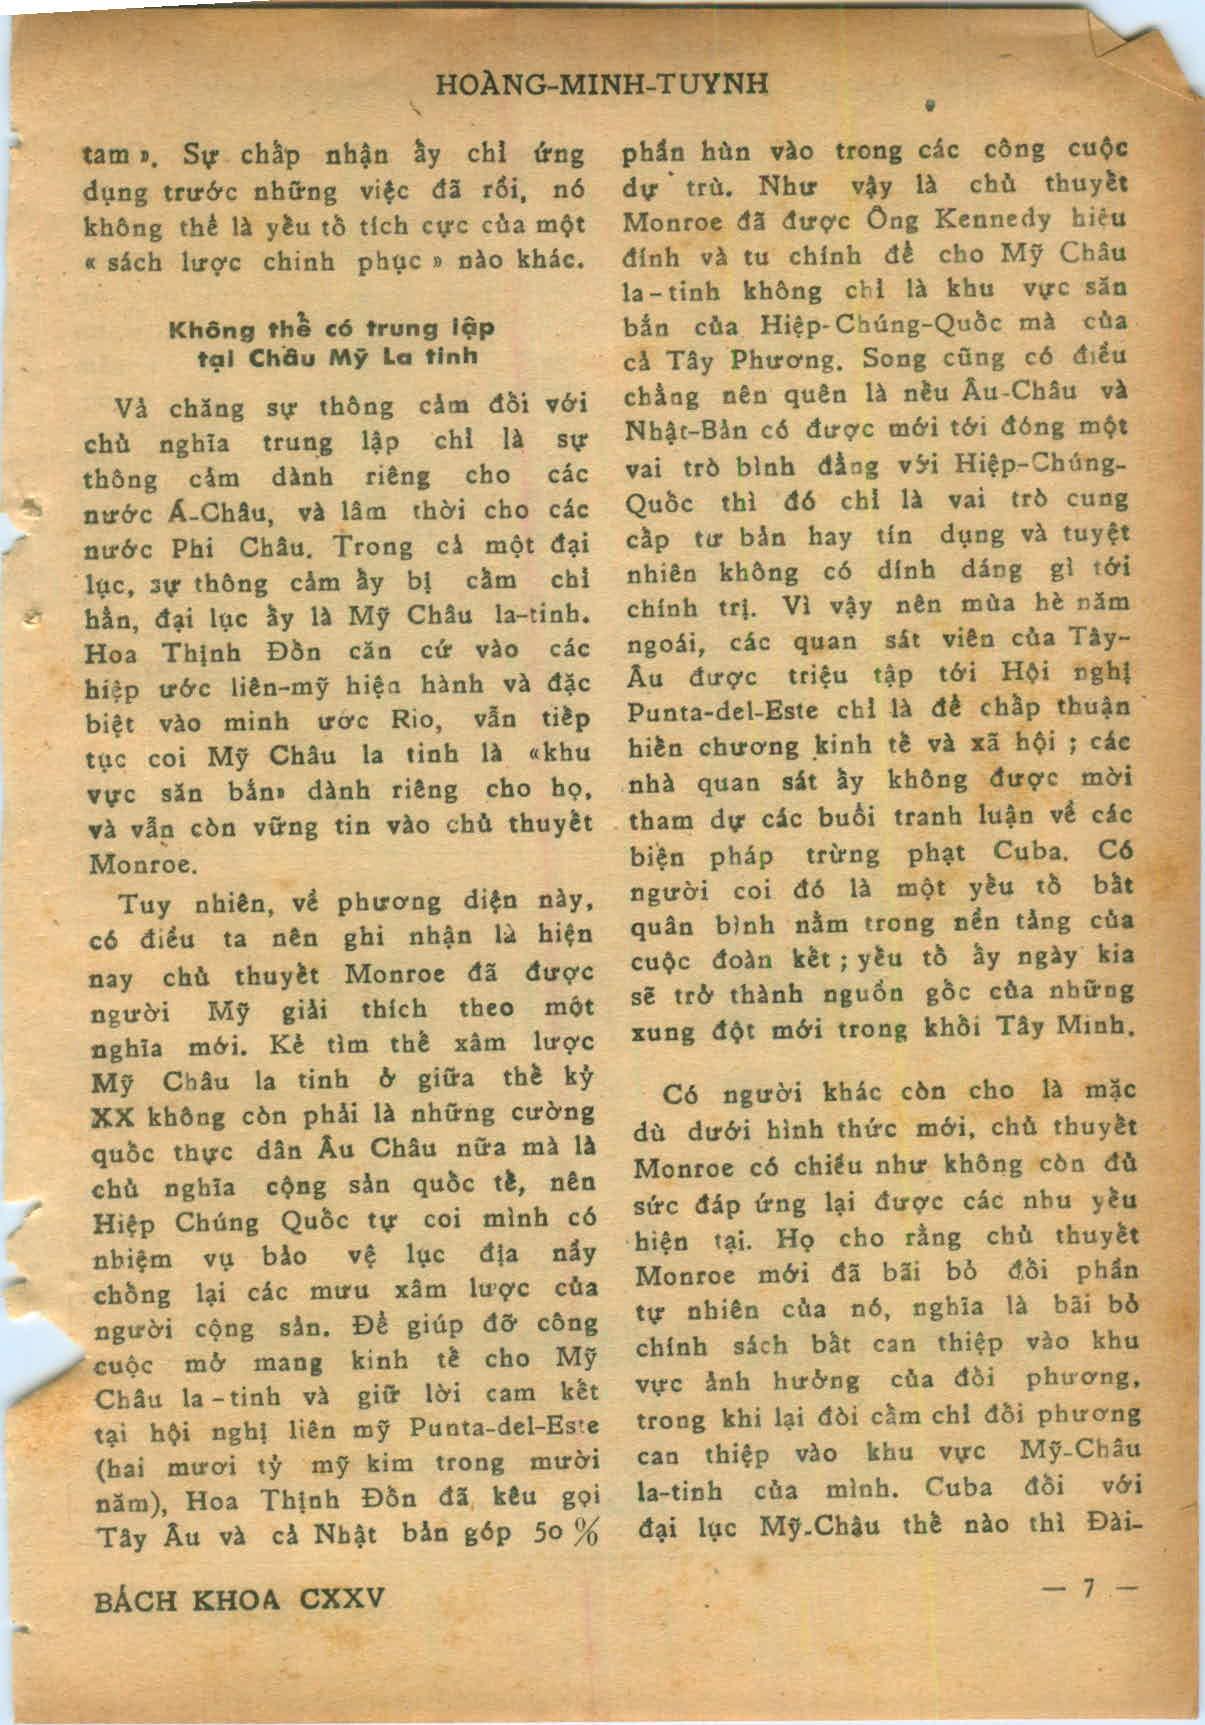 HOÀNG-MINH-TUYNH
tam ». Sự chấp nhận ấy chỉ ứng
dụng trước những việc đã rồi, nó
không thể là yếu tố tích cực của một
« sách lược chinh phục » nào khác.
Không thể có trung lập
tại Châu Mỹ La tinh
Vả chăng sự thông cảm đối với
chủ nghĩa trung lập chỉ là sự
thông cảm dành riêng cho các
nước Á-Châu, và lâm thời cho các
nước Phi Châu. Trong cả một đại
lục, sự thông cảm ấy bị cấm chỉ
hẳn, đại lục ấy là Mỹ Châu la-tinh.
Hoa Thịnh Đốn căn cứ vào các
hiệp ước liên-mỹ hiện hành và đặc
biệt vào minh ước Rio, vẫn tiếp
tục coi Mỹ Châu la tinh là «khu
vực săn bắn» dành riêng cho họ,
và vẫn còn vững tin vào chủ thuyết
Monroe.
Tuy nhiên, về phương diện này,
có điều ta nên ghi nhận là hiện
nay chủ thuyết Monroe đã được
người Mỹ giải thích theo một
nghĩa mới. Kẻ tìm thế xâm lược
Mỹ Châu la tinh ở giữa thế kỷ
XX không còn phải là những cường
quốc thực dân Âu Châu nữa mà là
chủ nghĩa cộng sản quốc tế, nên
Hiệp Chúng Quốc tự coi mình có
nhiệm vụ bảo vệ lục địa nầy
chống lại các mưu xâm lược của
người cộng sản. Để giúp đỡ công
cuộc mở mang kinh tế cho Mỹ
Châu la-tinh và giữ lời cam kết
tại hội nghị liên mỹ Punta-del-Este
(hai mươi tỷ mỹ kim trong mười
năm), Hoa Thịnh Đốn đã kêu gọi
Tây Âu và cả Nhật bản góp 50 %
phần hùn vào trong các công cuộc
dự trù. Như vậy là chủ thuyết
Monroe đã được Ông Kennedy hiệu
đính và tu chính để cho Mỹ Châu
la-tinh không chỉ là khu vực săn
bắn của Hiệp-Chúng-Quốc mà của
cả Tây Phương. Song cũng có điều
chẳng nên quên là nếu Âu-Châu và
Nhật-Bản có được mới tới đóng một
vai trò bình đẳng với Hiệp-Chúng-
Quốc thì đó chỉ là vai trò cung
cấp tư bản hay tín dụng và tuyệt
nhiên không có dính dáng gì tới
chính trị. Vì vậy nên mùa hè năm
ngoái, các quan sát viên của Tây-
Âu được triệu tập tới Hội nghị
Punta-del-Este chỉ là để chấp thuận
hiến chương kinh tế và xã hội ; các
nhà quan sát ấy không được mời
tham dự các buổi tranh luận về các
biện pháp trừng phạt Cuba. Có
người coi đó là một yếu tố bất
quân bình nằm trong nền tảng của
cuộc đoàn kết ; yếu tố ấy ngày kia
sẽ trở thành nguồn gốc của những
xung đột mới trong khối Tây Minh.
Có người khác còn cho là mặc
dù dưới hình thức mới, chủ thuyết
Monroe có chiều như không còn đủ
sức đáp ứng lại được các nhu yếu
hiện tại. Họ cho rằng chủ thuyết
Monroe mới đã bãi bỏ đối phần
tự nhiên của nó, nghĩa là bãi bỏ
chính sách bất can thiệp vào khu
vực ảnh hưởng của đối phương,
trong khi lại đòi cấm chỉ đối phương
can thiệp vào khu vực Mỹ-Châu
la-tinh của mình. Cuba đối với
đại lục Mỹ-Châu thế nào thì Đài-
BÁCH KHOA CXXV
— 7 —